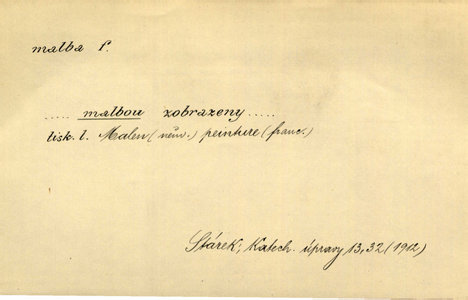 malba f.
..... malbou zobrazeny .....
tisk. l. Malen (něm.) peinture (franc.)
Stárek, Katech. úpravy 13, 32 (1912)